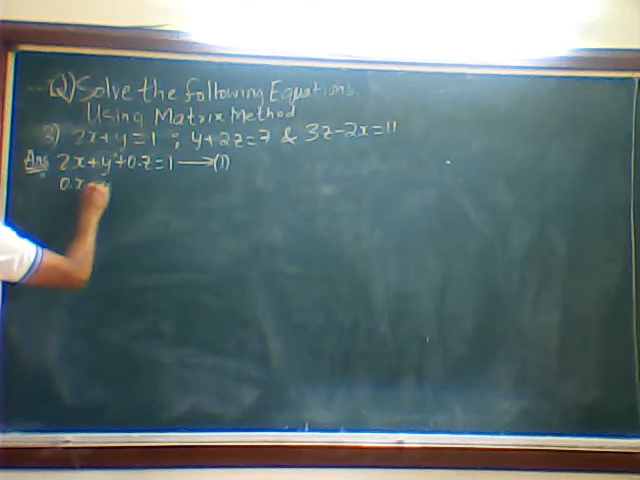 Q) Solve the following Equations
Using Matrix Method
3) 2x+y=1 ; y+2z=7 & 3z-2x=11
Ans 2x+y+0.z=1 →(1)
0.x